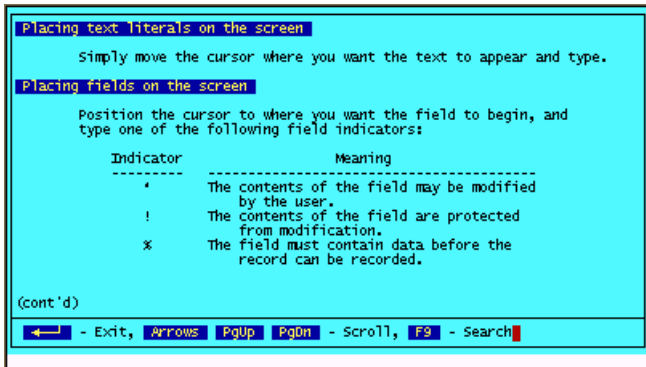 Placing text literals on the screen
Simply move the cursor where you want the text to appear and type.
Placing fields on the screen
Position the cursor to where you want the field to begin, and
type one of the following field indicators:
Indicator Meaning
--------- ------------------------------------------
‘ The contents of the field may be modified
by the user.
! The contents of the field are protected
from modification.
% The field must contain data before the
record can be recorded.
(cont'd)
- Exit, Arrows PgUp PgDn - Scroll, F9 - Search